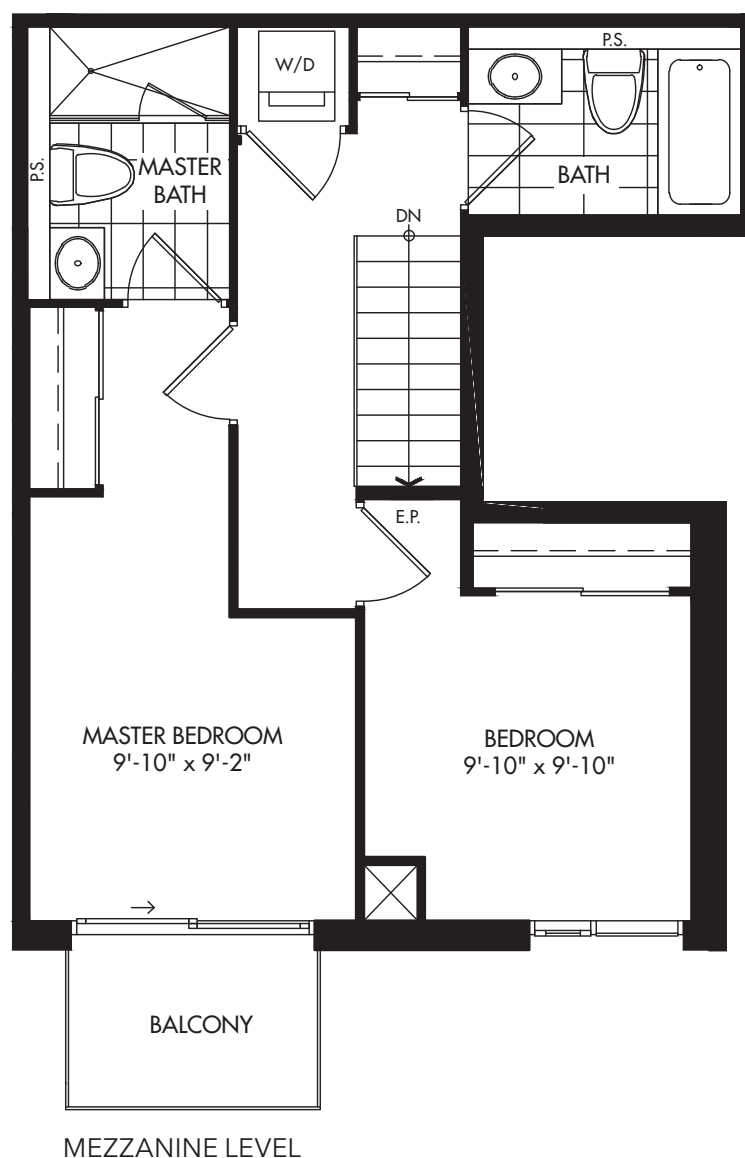 P.S.
W/D
P.S.
MASTER
BATH
BATH
DN
E.P.
MASTER BEDROOM
9'-10" x 9'-2"
BEDROOM
9'-10" x 9'-10"
BALCONY
MEZZANINE LEVEL